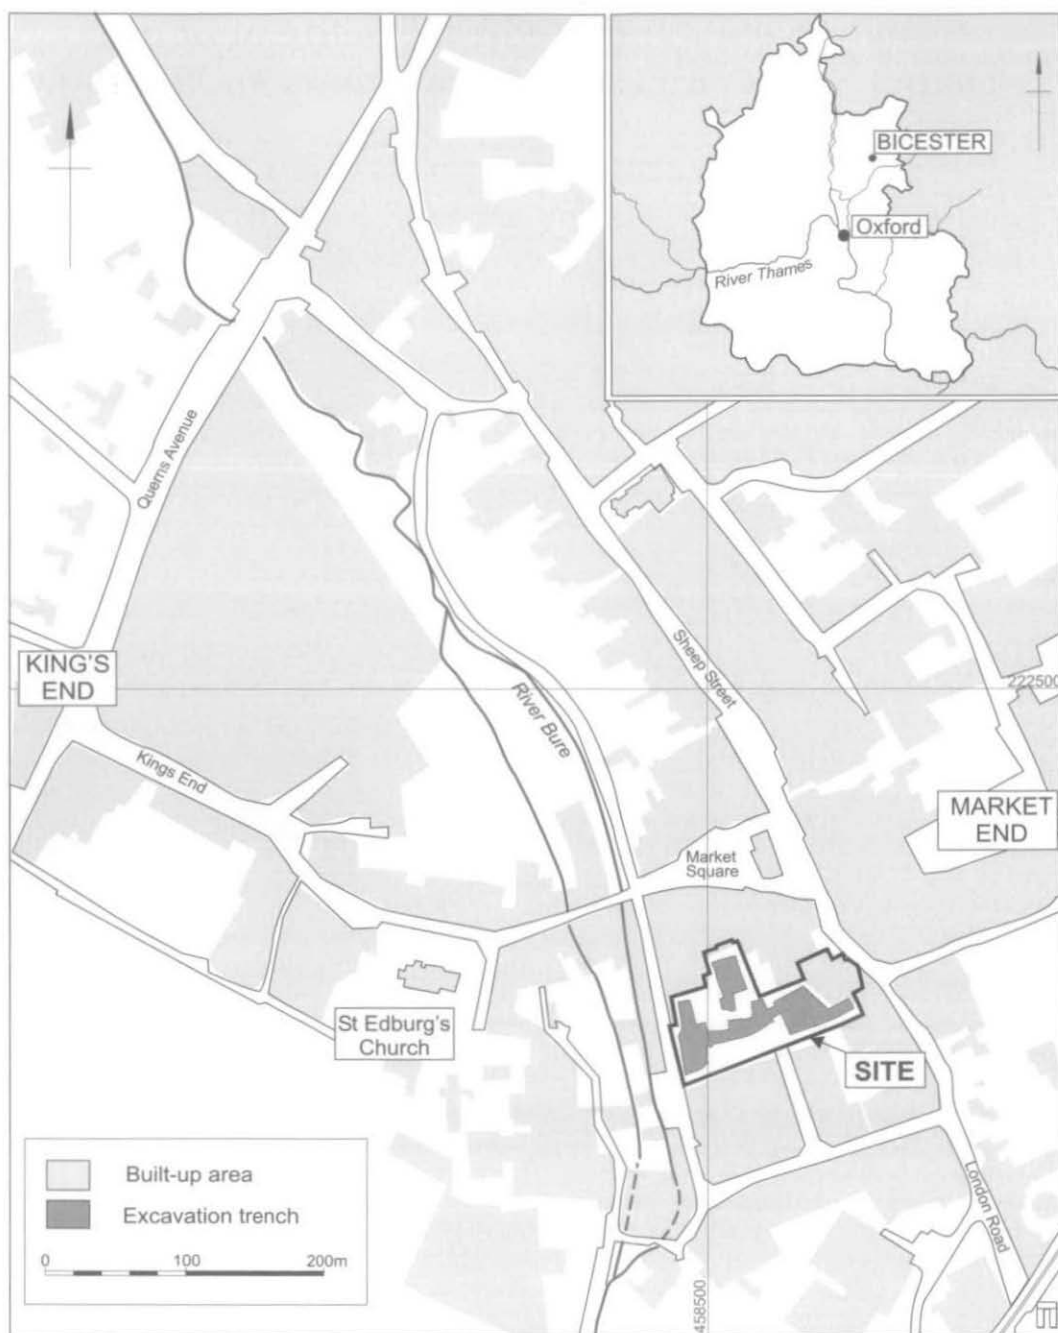 BICESTER
Oxford
River Thames
Querns Avenue
KING'S
END
Sheep Street
222500
River Bure
Kings End
MARKET
END
Market
Square
St Edburg's
Church
SITE
London Road
458500
Built-up area
Excavation trench
0 100 200m